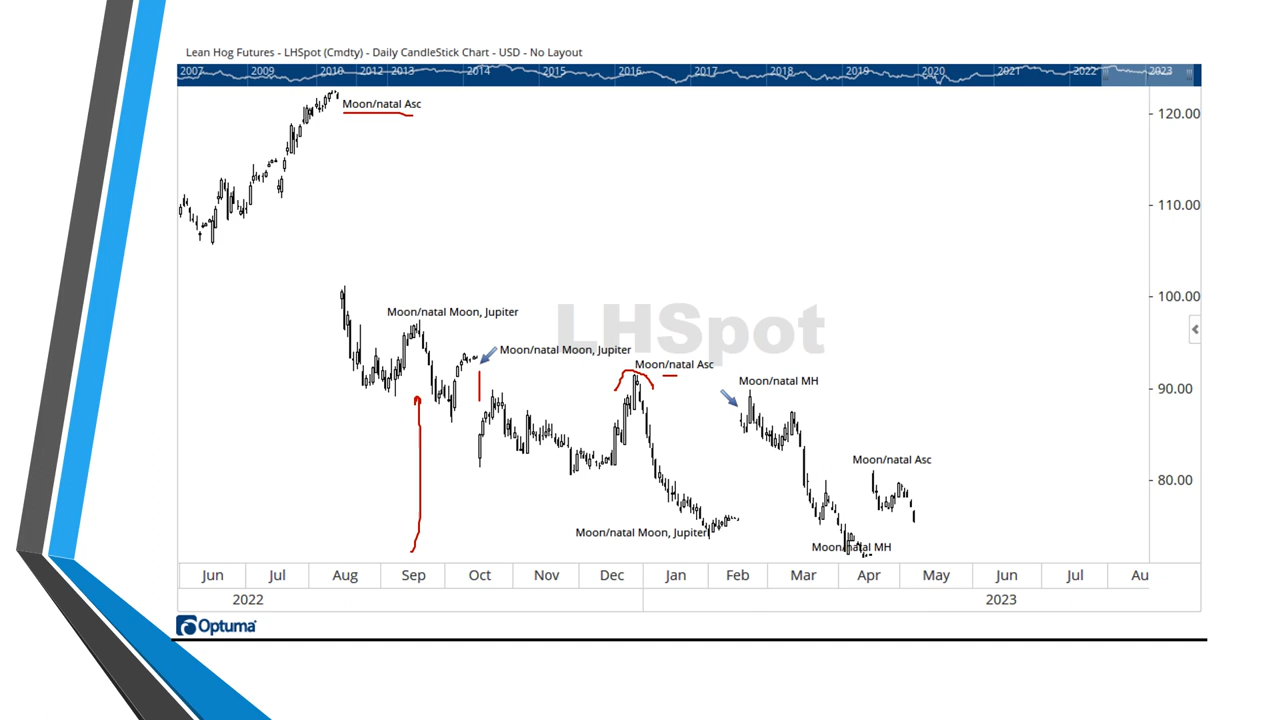 Lean Hog Futures - LHSpot (Cmdty) - Daily CandleStick Chart - USD - No Layout
2007 2009 2010 2012 2013 2014 2015 2016 2017 2018 2019 2020 2021 2022 2023
Moon/natal Asc
120.00
110.00
100.00
LHSpot
Moon/natal Moon, Jupiter
Moon/natal Moon, Jupiter
Moon/natal Asc
Moon/natal MH
90.00
Moon/natal Asc
80.00
Moon/natal Moon, Jupiter
Moon/natal MH
Jun Jul Aug Sep Oct Nov Dec Jan Feb Mar Apr May Jun Jul Au
2022 2023
Optuma